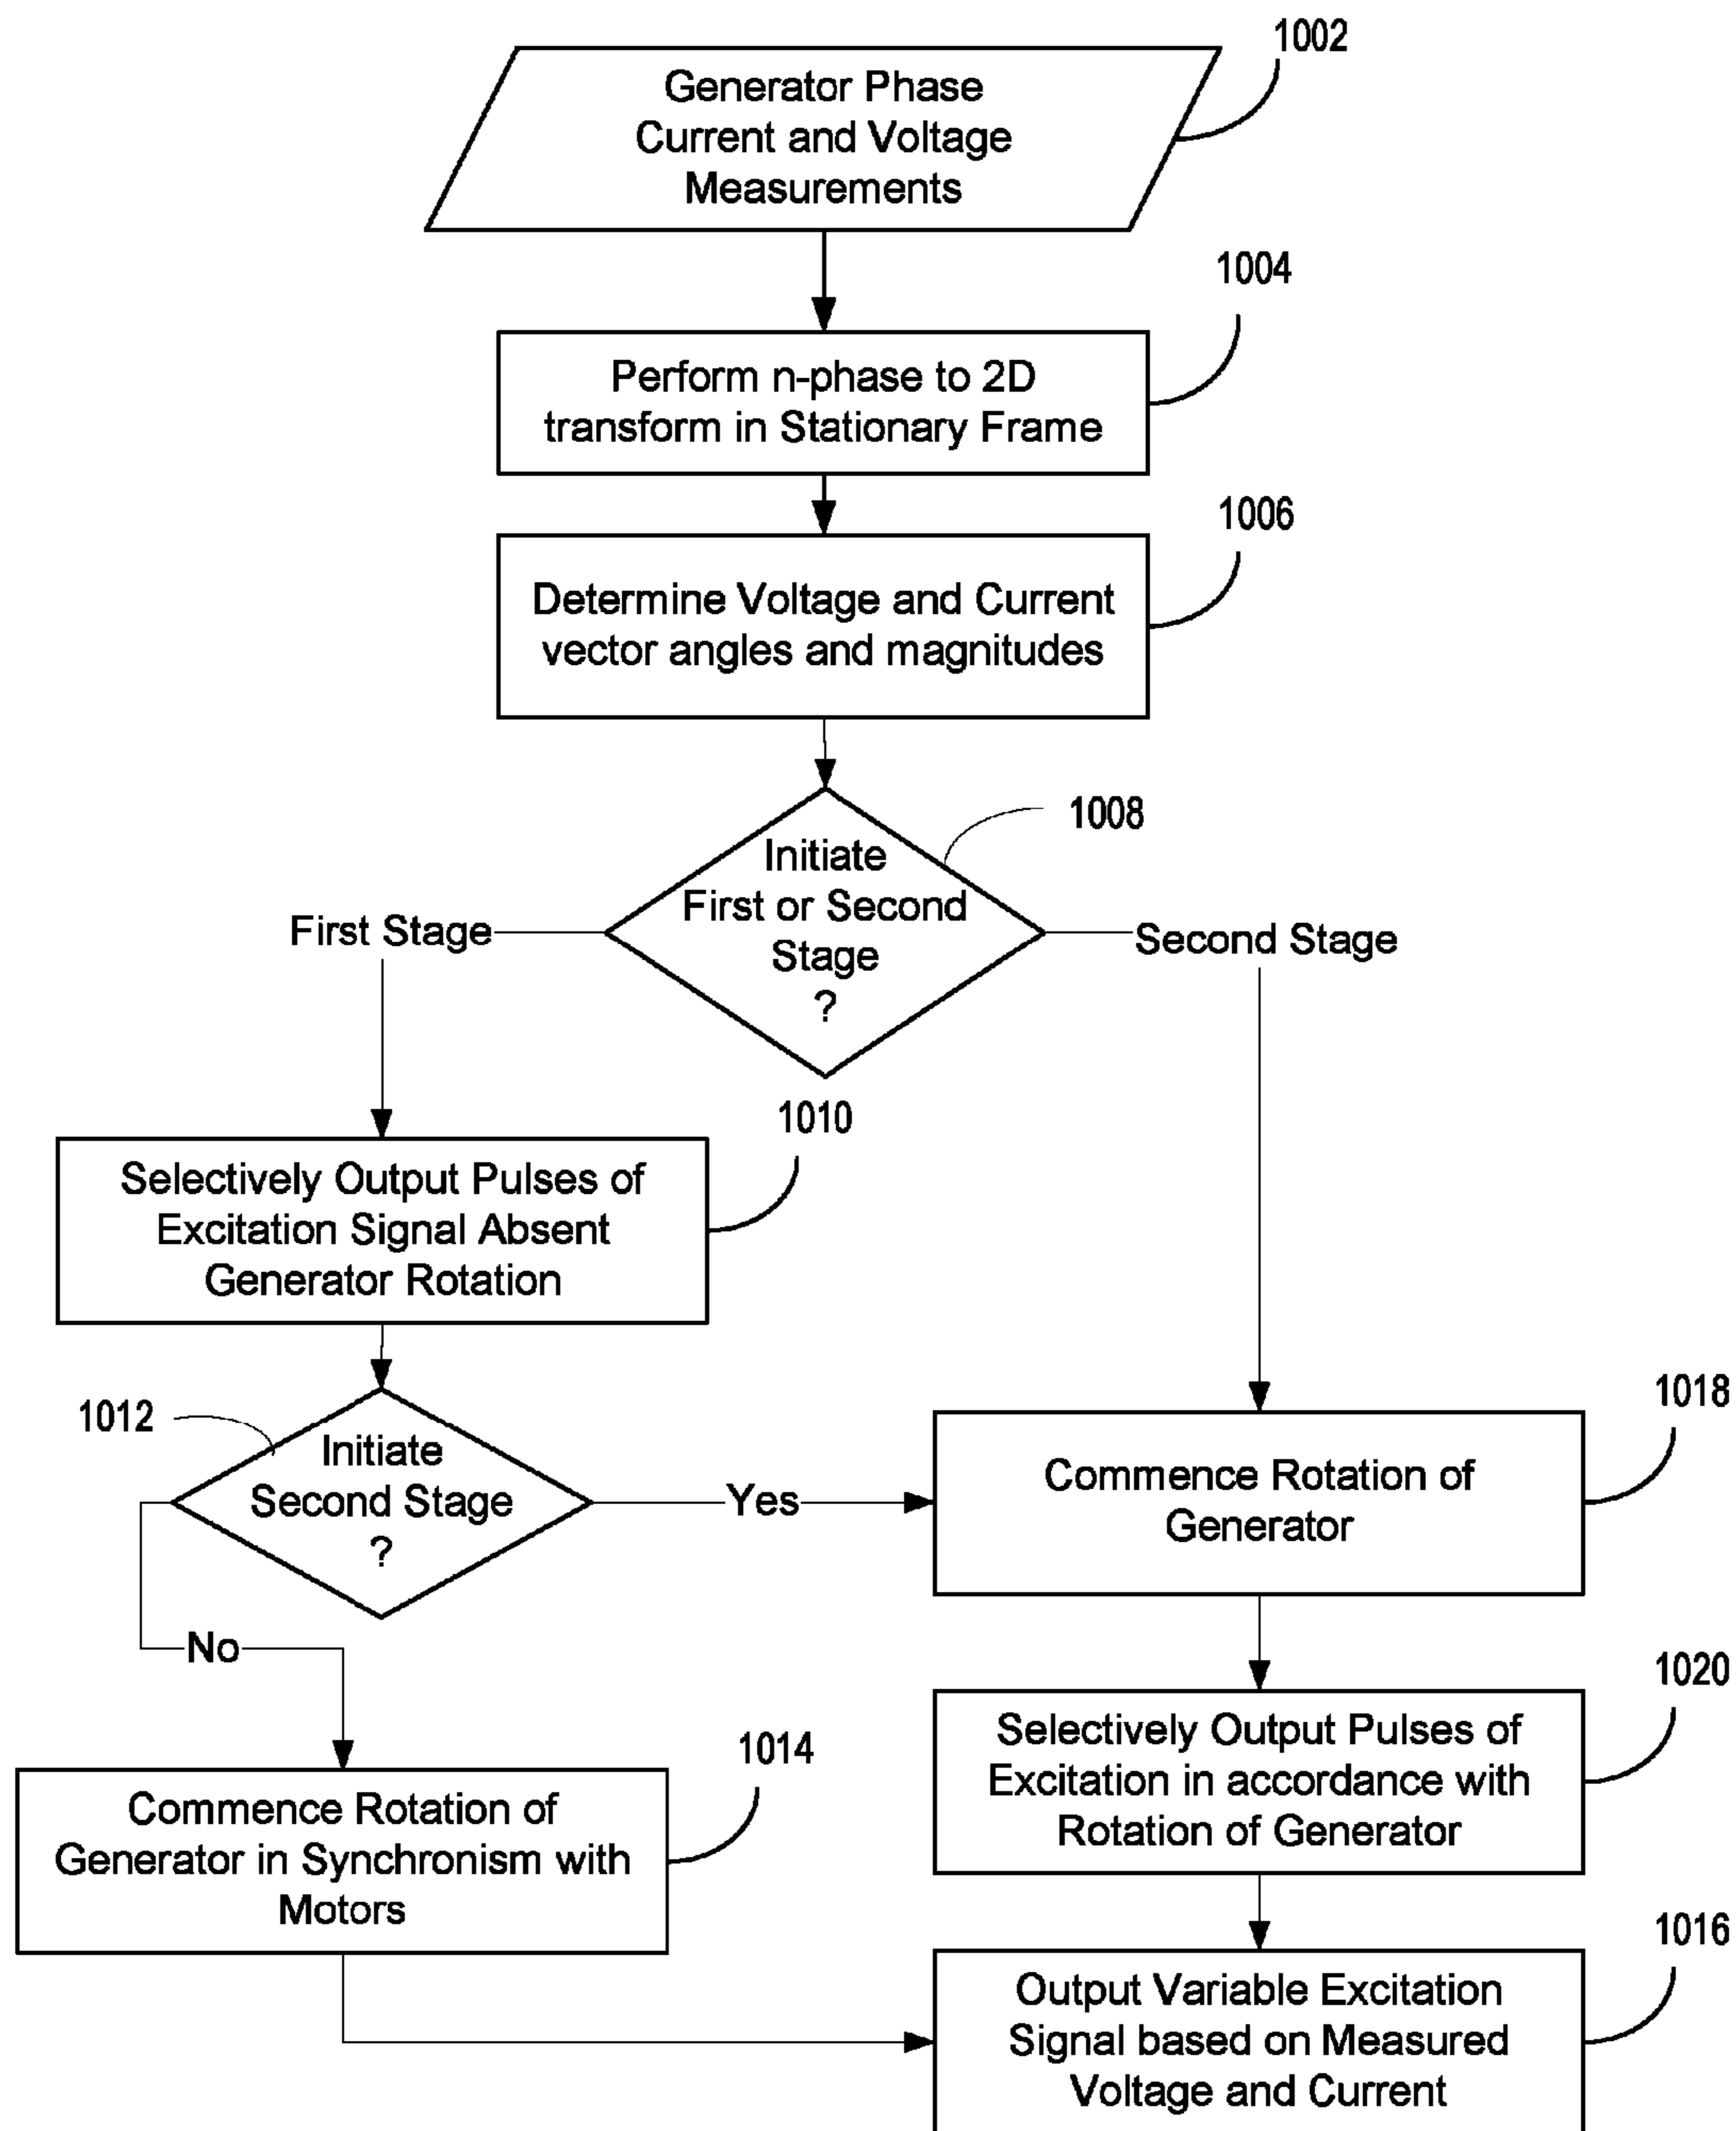 1002
Generator Phase
Current and Voltage
Measurements
1004
Perform n-phase to 2D
transform in Stationary Frame
1006
Determine Voltage and Current
vector angles and magnitudes
1008
Initiate
First or Second
Stage
?
First Stage
Second Stage
1010
Selectively Output Pulses of
Excitation Signal Absent
Generator Rotation
1012
Initiate
Second Stage
?
Yes
No
1018
Commence Rotation of
Generator
1020
Selectively Output Pulses of
Excitation in accordance with
Rotation of Generator
1014
Commence Rotation of
Generator in Synchronism with
Motors
1016
Output Variable Excitation
Signal based on Measured
Voltage and Current